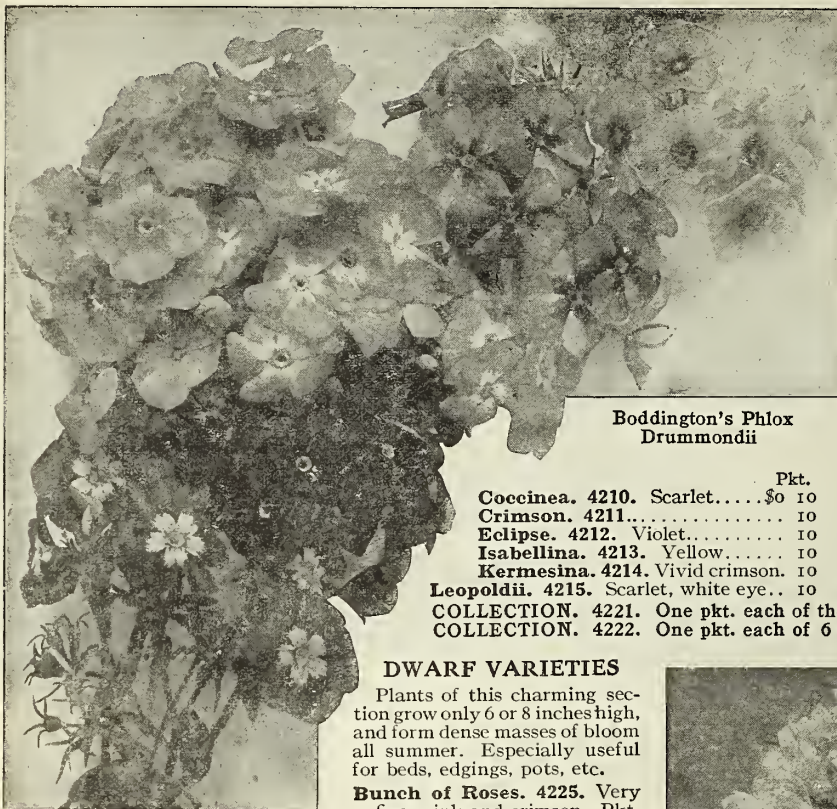 Boddington's Phlox
Drummondii
Pkt.
Coccinea. 4210. Scarlet.....$0 10
Crimson. 4211................ 10
Eclipse. 4212. Violet.......... 10
Isabellina. 4213. Yellow...... 10
Kermesina. 4214. Vivid crimson. 10
Leopoldii. 4215. Scarlet, white eye.. 10
COLLECTION. 4221. One pkt. each of th
COLLECTION. 4222. One pkt. each of 6
DWARF VARIETIES
Plants of this charming sec-
tion grow only 6 or 8 inches high,
and form dense masses of bloom
all summer. Especially useful
for beds, edgings, pots, etc.
Bunch of Roses. 4225. Very
pink and crimson. Pkt.